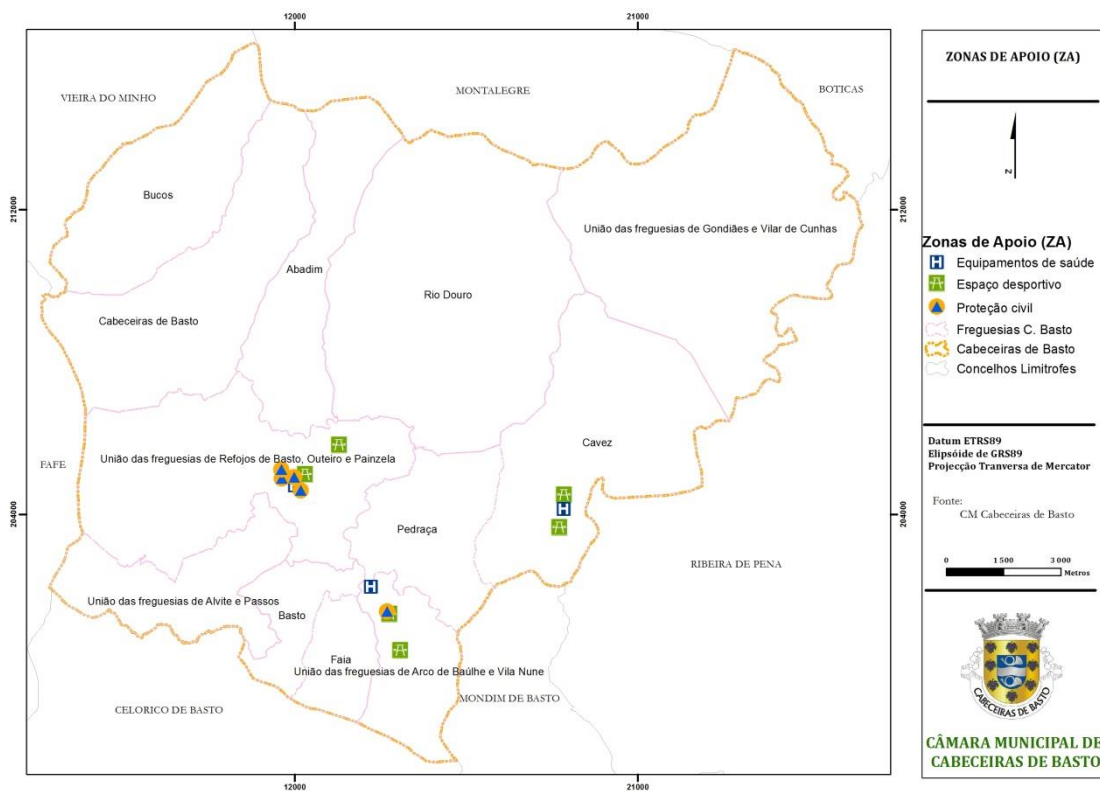 12000
21000
ZONAS DE APOIO (ZA)
VIEIRA DO MINHO
MONTALEGRE
BOTICAS
N
Bucos
212000
212000
União das freguesias de Gondiães e Vilar de Cunhas
Abadim
Rio Douro
Cabeceiras de Basto
Zonas de Apoio (ZA)
H Equipamentos de saúde
Espaço desportivo
Proteção civil
Freguesias C. Basto
Cabeceiras de Basto
Concelhos Limitrofes
FAFE
União das freguesias de Refojos de Basto, Outeiro e Painzela
Cavez
Datum ETRS89
Elipsóide de GRS89
Projecção Tranversa de Mercator
Fonte:
CM Cabeceiras de Basto
204000
204000
H
Pedraça
RIBEIRA DE PENA
0 1 500 3 000
Metros
H
União das freguesias de Alvite e Passos
Basto
Faia
União das freguesias de Arco de Baúlhe e Vila Nune
CELORICO DE BASTO
MONDIM DE BASTO
CABECEIRAS DE BASTO
CÂMARA MUNICIPAL DE
CABECEIRAS DE BASTO
12000
21000